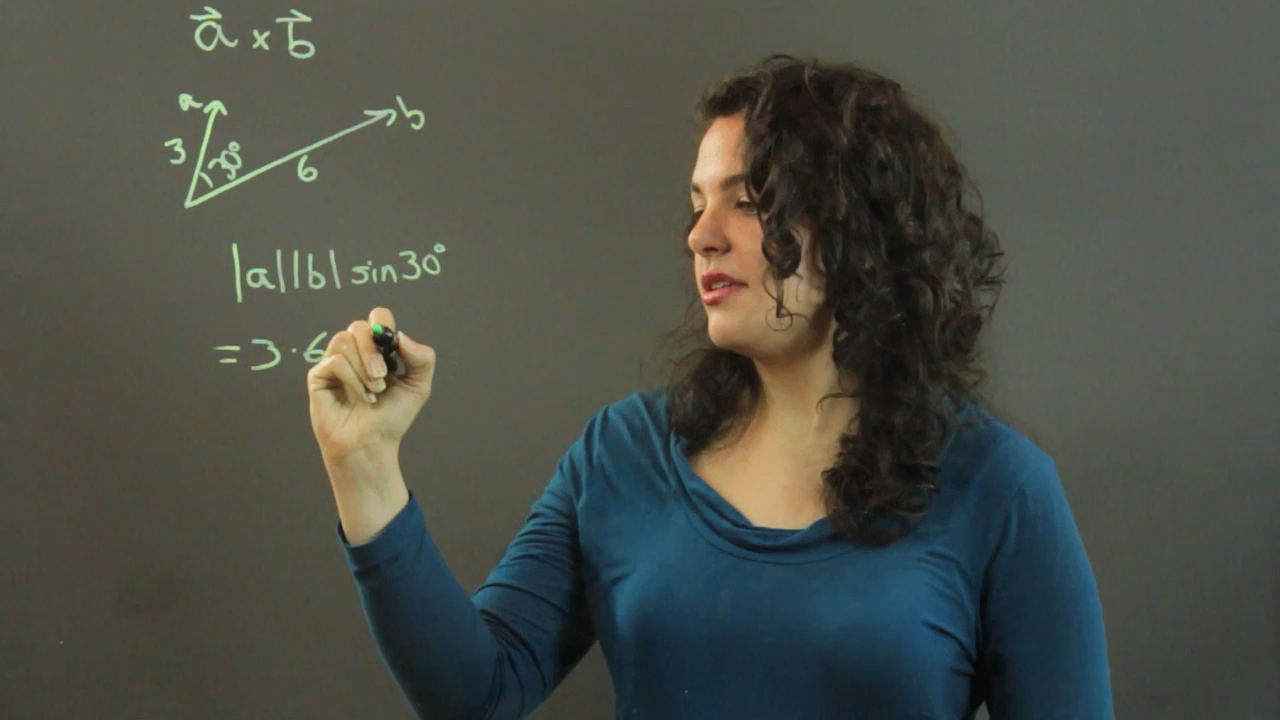 a⃗ × b⃗
a
b
3
30°
6
|a||b| sin30°
= 3·6